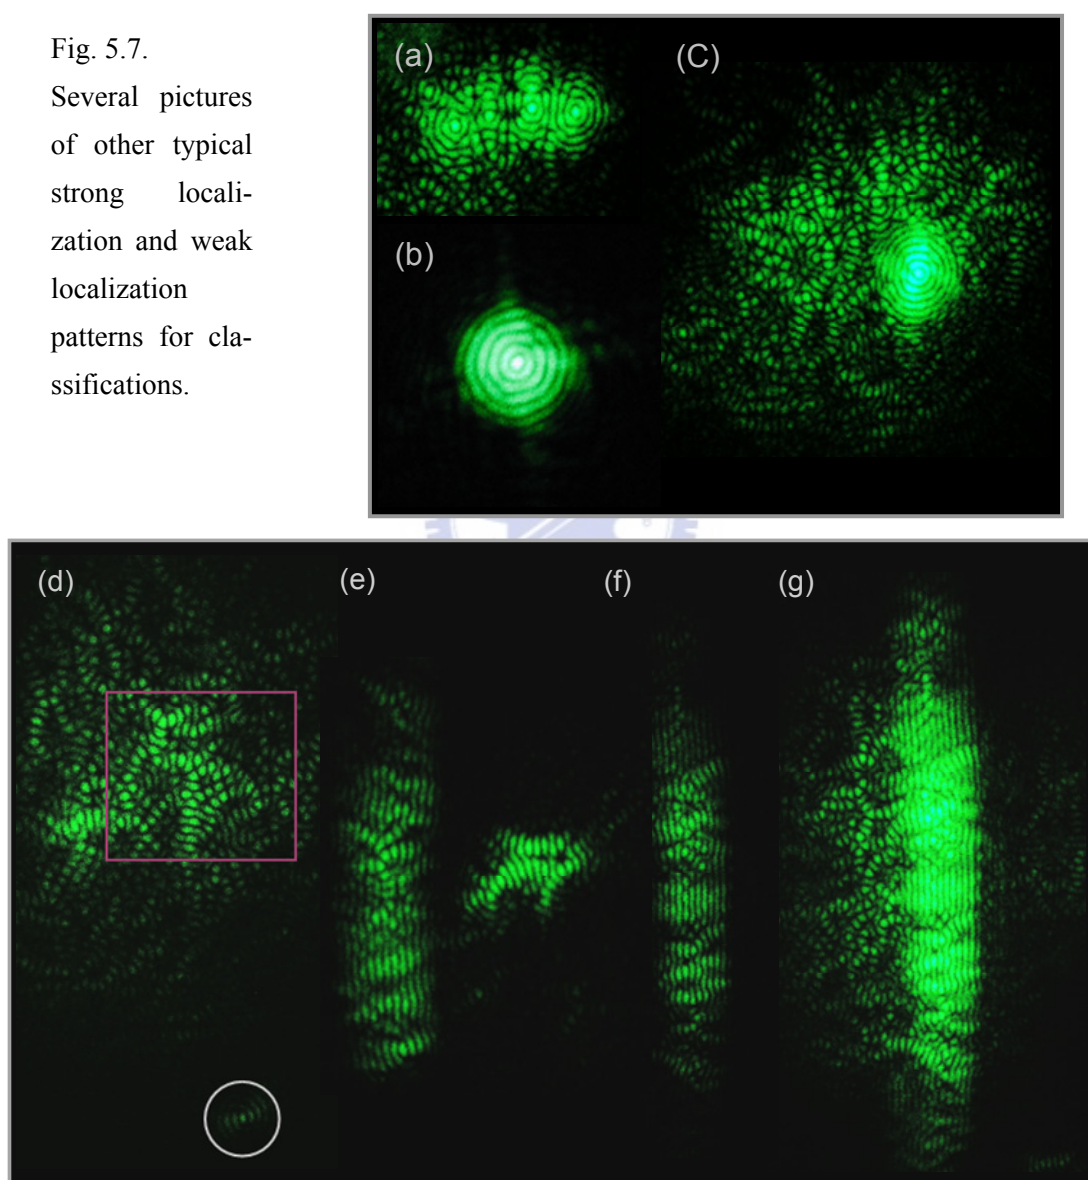 Fig. 5.7.
Several pictures
of other typical
strong locali-
zation and weak
localization
patterns for cla-
ssifications.
(a)
(C)
(b)
(d)
(e)
(f)
(g)